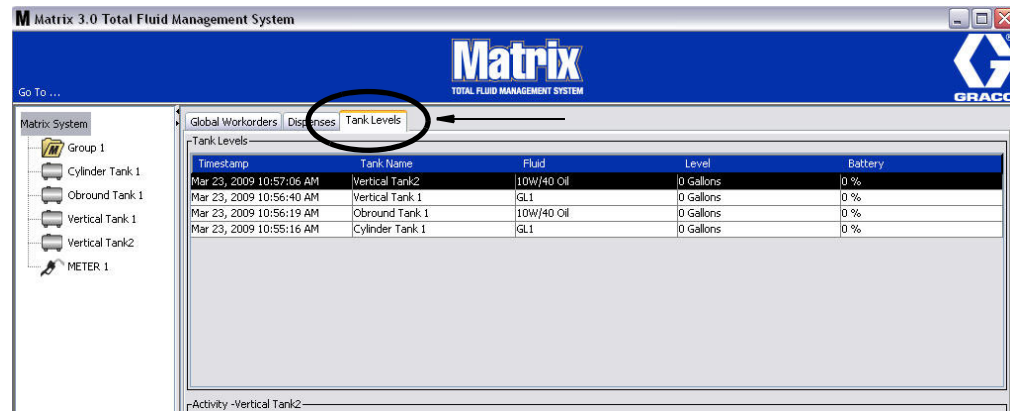 Matrix 3.0 Total Fluid Management System
Matrix
TOTAL FLUID MANAGEMENT SYSTEM
Go To ...
GRACO
Matrix System
Group 1
Cylinder Tank 1
Obround Tank 1
Vertical Tank 1
Vertical Tank2
METER 1
Global Workorders Dispenses Tank Levels
Tank Levels
Timestamp Tank Name Fluid Level Battery
Mar 23, 2009 10:57:06 AM Vertical Tank2 10W/40 Oil 0 Gallons 0 %
Mar 23, 2009 10:56:40 AM Vertical Tank 1 GL1 0 Gallons 0 %
Mar 23, 2009 10:56:19 AM Obround Tank 1 10W/40 Oil 0 Gallons 0 %
Mar 23, 2009 10:55:16 AM Cylinder Tank 1 GL1 0 Gallons 0 %
Activity -Vertical Tank2